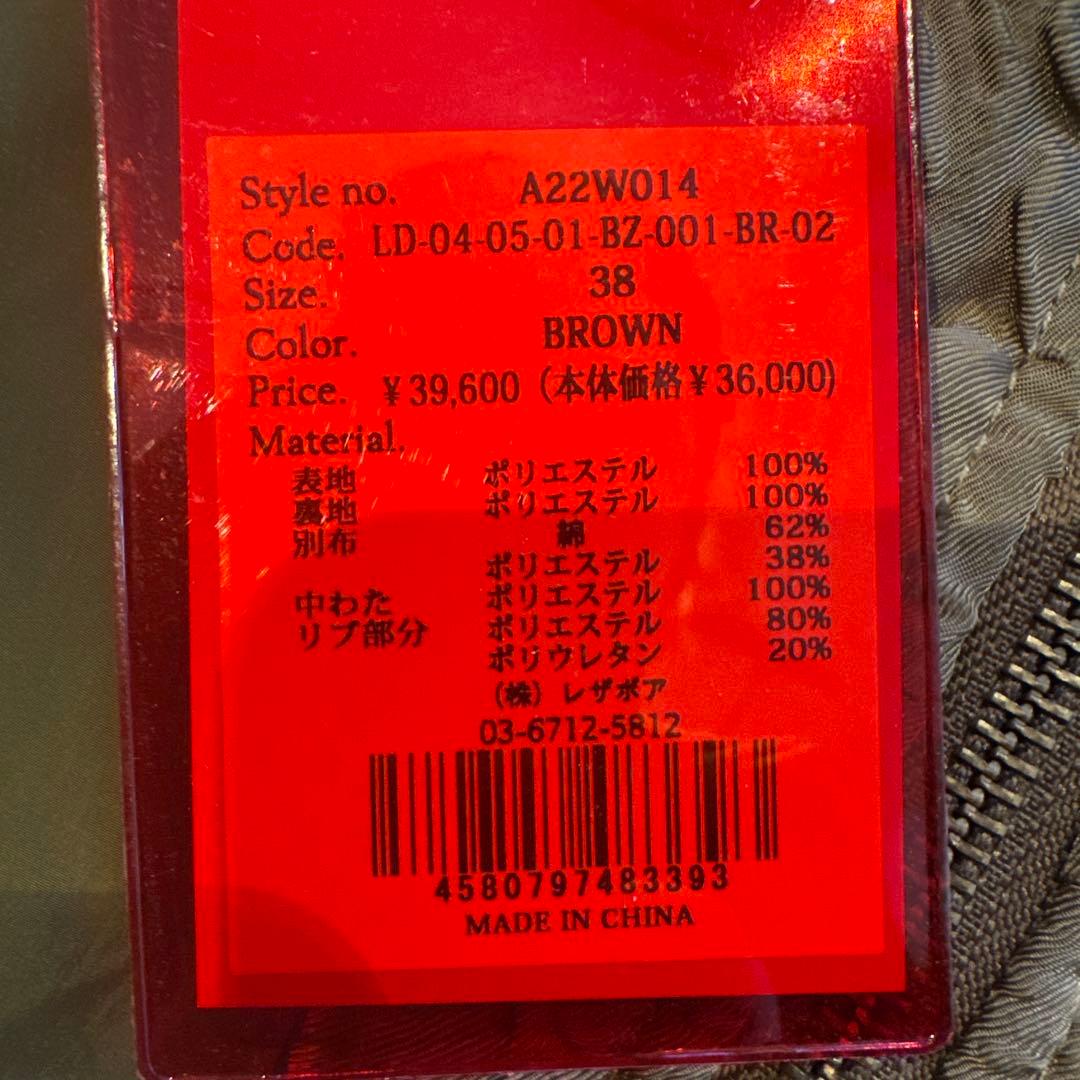 Style no. A22W014
Code. LD-04-05-01-BZ-001-BR-02
Size. 38
Color. BROWN
Price. ¥39,600 (本体価格¥36,000)
Material.
表地 ポリエステル 100%
裏地 ポリエステル 100%
別布 綿 62%
ポリエステル 38%
中わた ポリエステル 100%
リブ部分 ポリエステル 80%
ポリウレタン 20%
(株) レザボア
03-6712-5812
4580797483393
MADE IN CHINA